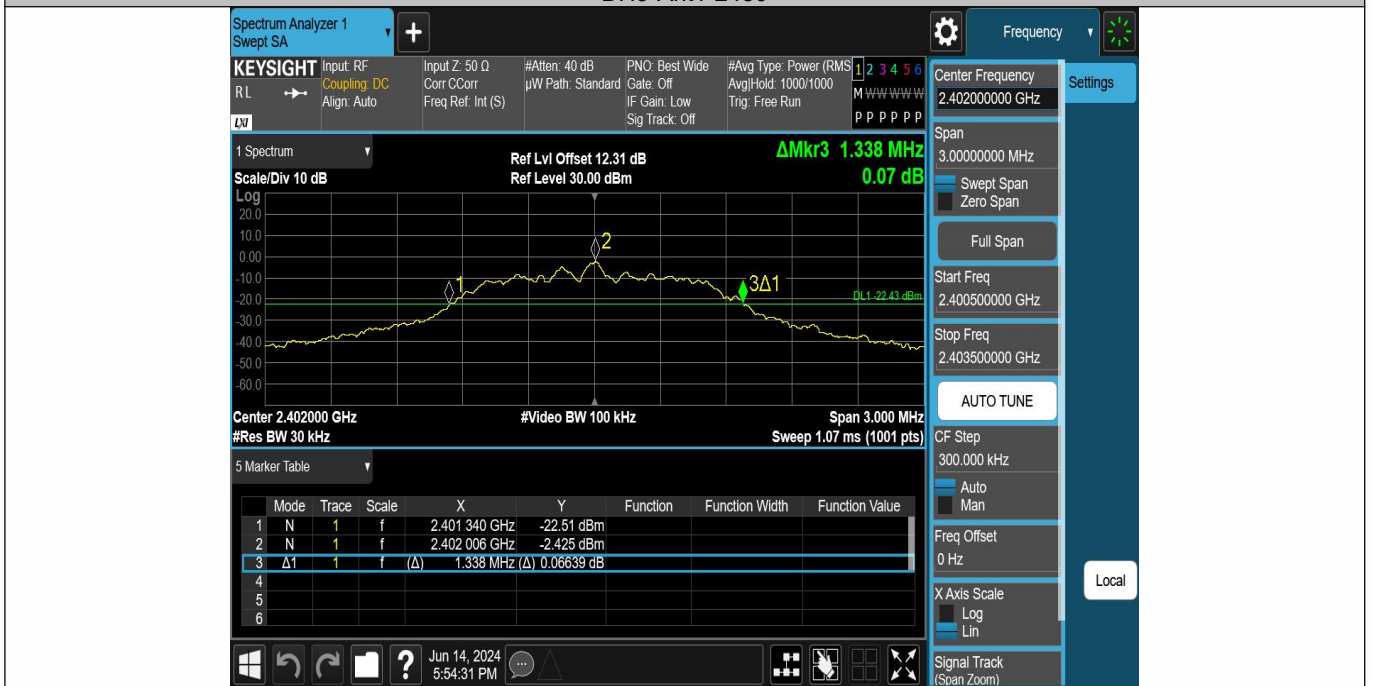 Spectrum Analyzer 1
Swept SA
+
Frequency
KEYSIGHT
RL
LXI
Input: RF
Coupling: DC
Align: Auto
Input Z: 50 Ω
Corr CCorr
Freq Ref: Int (S)
#Atten: 40 dB
µW Path: Standard
PNO: Best Wide
Gate: Off
IF Gain: Low
Sig Track: Off
#Avg Type: Power (RMS
Avg|Hold: 1000/1000
Trig: Free Run
1 2 3 4 5 6
M W W W W W
P P P P P P
1 Spectrum
Scale/Div 10 dB
Ref Lvl Offset 12.31 dB
Ref Level 30.00 dBm
ΔMkr3 1.338 MHz
0.07 dB
Log
20.0
10.0
0.00
-10.0
-20.0
-30.0
-40.0
-50.0
-60.0
1
2
3Δ1
DL1 -22.43 dBm
Center 2.402000 GHz
#Video BW 100 kHz
Span 3.000 MHz
#Res BW 30 kHz
Sweep 1.07 ms (1001 pts)
5 Marker Table
Mode Trace Scale X Y Function Function Width Function Value
1 N 1 f 2.401 340 GHz -22.51 dBm
2 N 1 f 2.402 006 GHz -2.425 dBm
3 Δ1 1 f (Δ) 1.338 MHz (Δ) 0.06639 dB
4
5
6
?
Jun 14, 2024
5:54:31 PM
Center Frequency
2.402000000 GHz
Span
3.00000000 MHz
Swept Span
Zero Span
Full Span
Start Freq
2.400500000 GHz
Stop Freq
2.403500000 GHz
AUTO TUNE
CF Step
300.000 kHz
Auto
Man
Freq Offset
0 Hz
X Axis Scale
Log
Lin
Signal Track
(Span Zoom)
Settings
Local